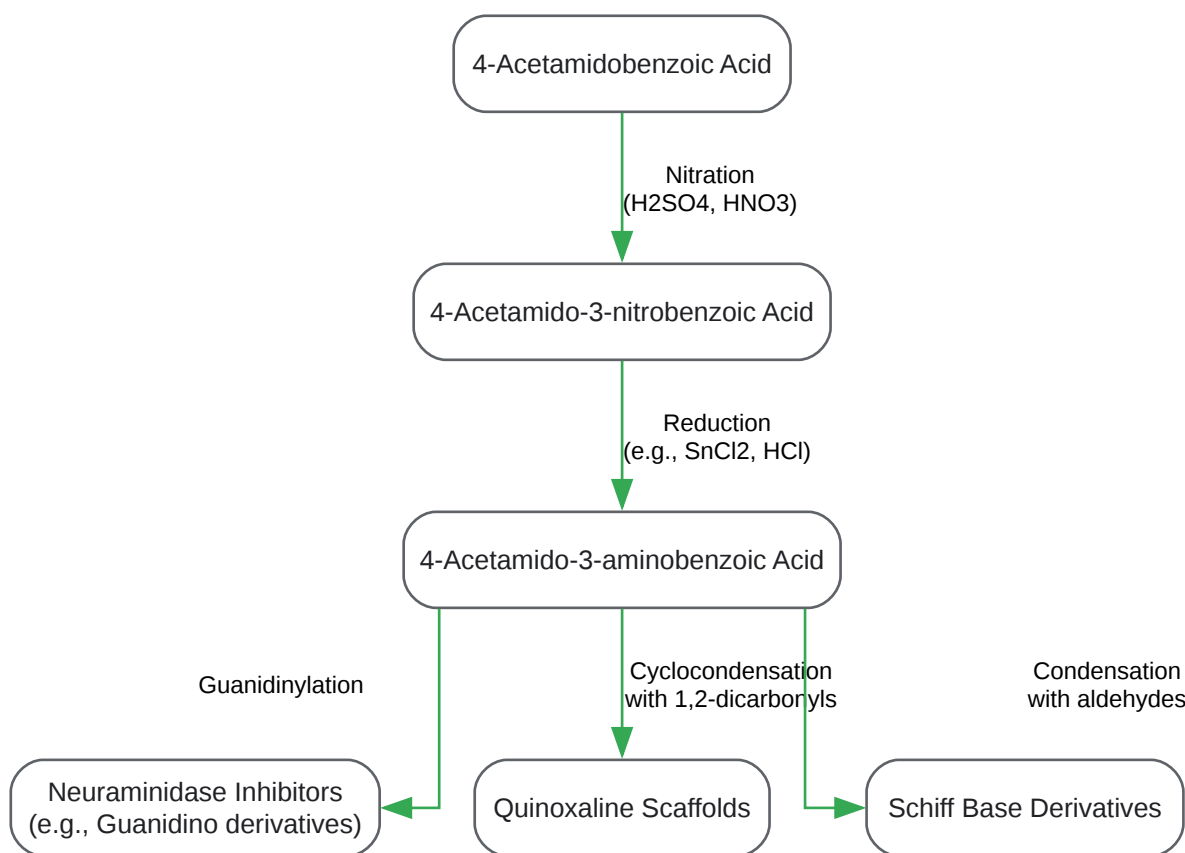 4-Acetamidobenzoic Acid
Nitration
(H2SO4, HNO3)
4-Acetamido-3-nitrobenzoic Acid
Reduction
(e.g., SnCl2, HCl)
4-Acetamido-3-aminobenzoic Acid
Guanidinylation
Cyclocondensation
with 1,2-dicarbonyls
Condensation
with aldehydes
Neuraminidase Inhibitors
(e.g., Guanidino derivatives)
Quinoxaline Scaffolds
Schiff Base Derivatives